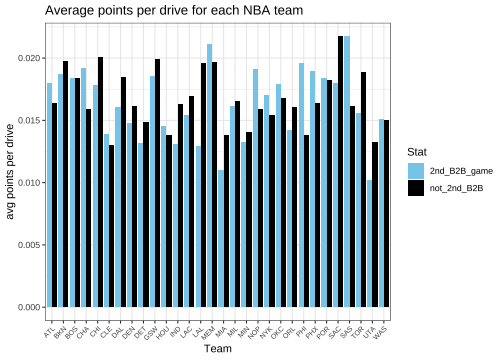 Average points per drive for each NBA team
avg points per drive
0.020
0.015
0.010
0.005
0.000
ATL BKN BOS CHA CHI CLE DAL DEN DET GSW HOU IND LAC LAL MEM MIA MIL MIN NOP NYK OKC ORL PHI PHX POR SAC SAS TOR UTA WAS
Team
Stat
2nd_B2B_game
not_2nd_B2B